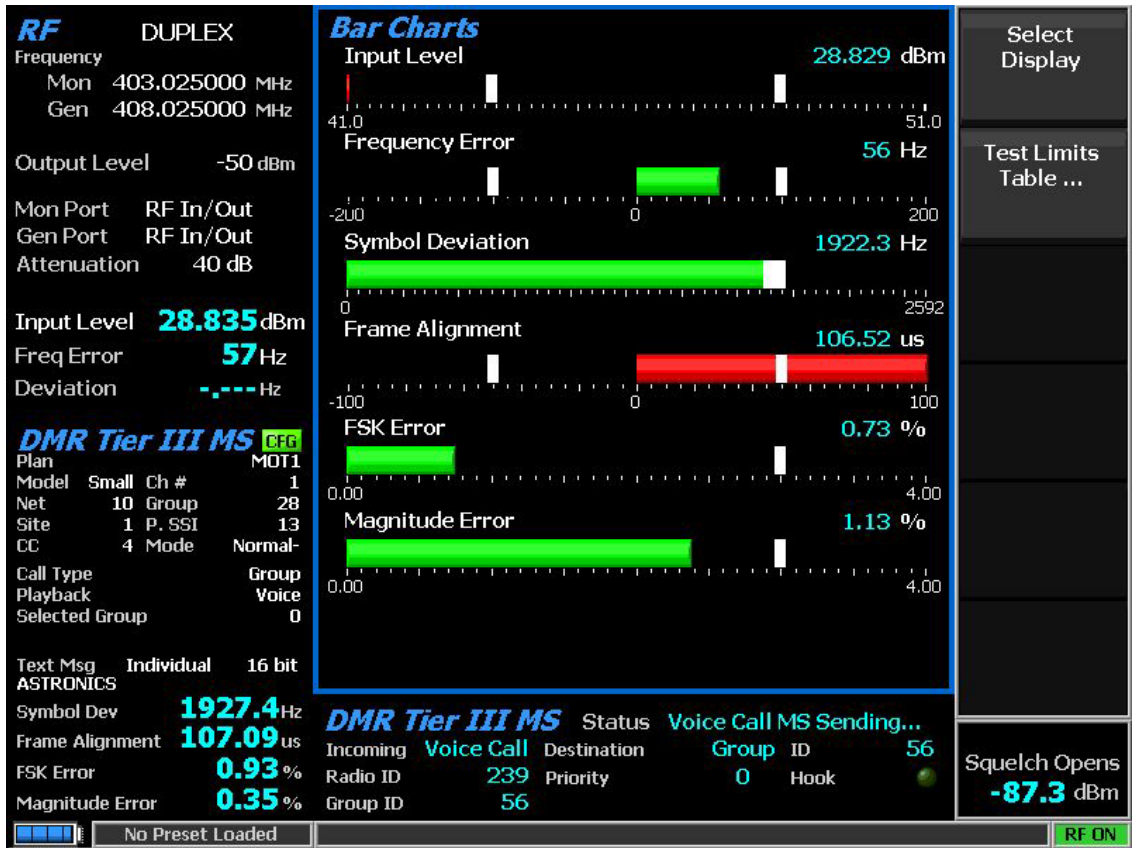 RF DUPLEX
Frequency
Mon 403.025000 MHz
Gen 408.025000 MHz
Output Level -50 dBm
Mon Port RF In/Out
Gen Port RF In/Out
Attenuation 40 dB
Input Level 28.835 dBm
Freq Error 57 Hz
Deviation -.--- Hz
DMR Tier III MS CFG
Plan MOT1
Model Small Ch # 1
Net 10 Group 28
Site 1 P. SSI 13
CC 4 Mode Normal-
Call Type Group
Playback Voice
Selected Group 0
Text Msg Individual 16 bit
ASTRONICS
Symbol Dev 1927.4 Hz
Frame Alignment 107.09 us
FSK Error 0.93 %
Magnitude Error 0.35 %
Bar Charts
Input Level 28.829 dBm
41.0 51.0
Frequency Error 56 Hz
-200 0 200
Symbol Deviation 1922.3 Hz
0 2592
Frame Alignment 106.52 us
-100 0 100
FSK Error 0.73 %
0.00 4.00
Magnitude Error 1.13 %
0.00 4.00
DMR Tier III MS Status Voice Call MS Sending...
Incoming Voice Call Destination Group ID 56
Radio ID 239 Priority 0 Hook
Group ID 56
Select
Display
Test Limits
Table ...
Squelch Opens
-87.3 dBm
No Preset Loaded
RF ON